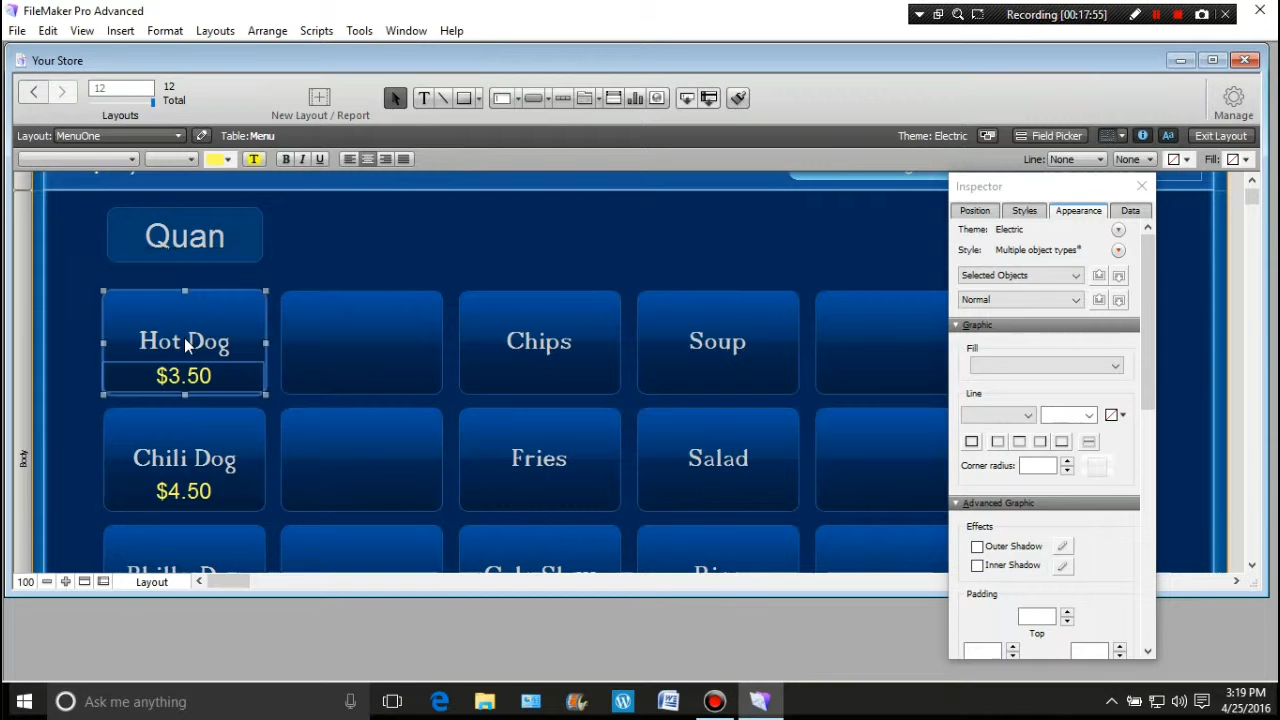 FileMaker Pro Advanced
Recording [00:17:55]
File Edit View Insert Format Layouts Arrange Scripts Tools Window Help
Your Store
12
12
Total
Layouts
New Layout / Report
Manage
Layout: MenuOne
Table: Menu
Theme: Electric
Field Picker
Aa
Exit Layout
B I U
Line: None
None
Fill:
Inspector
Position Styles Appearance Data
Theme: Electric
Style: Multiple object types*
Selected Objects
Normal
Graphic
Fill
Line
Corner radius:
Advanced Graphic
Effects
Outer Shadow
Inner Shadow
Padding
Top
Quan
Hot Dog
$3.50
Chips
Soup
Chili Dog
$4.50
Fries
Salad
Body
100
Layout
Ask me anything
3:19 PM
4/25/2016